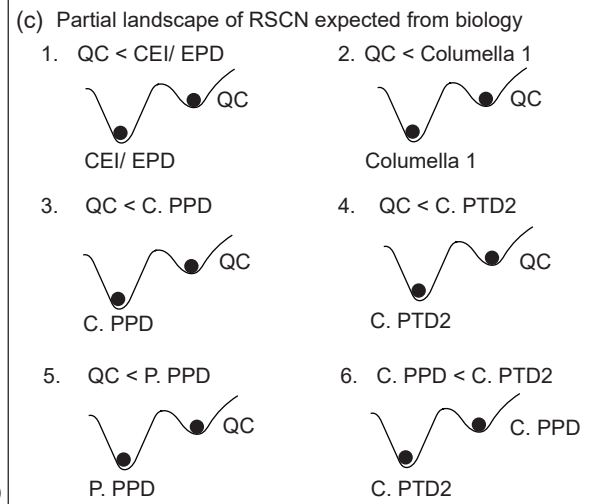 (c) Partial landscape of RSCN expected from biology
1. QC < CEI/ EPD
QC
CEI/ EPD
2. QC < Columella 1
QC
Columella 1
3. QC < C. PPD
QC
C. PPD
4. QC < C. PTD2
QC
C. PTD2
5. QC < P. PPD
QC
P. PPD
6. C. PPD < C. PTD2
C. PPD
C. PTD2